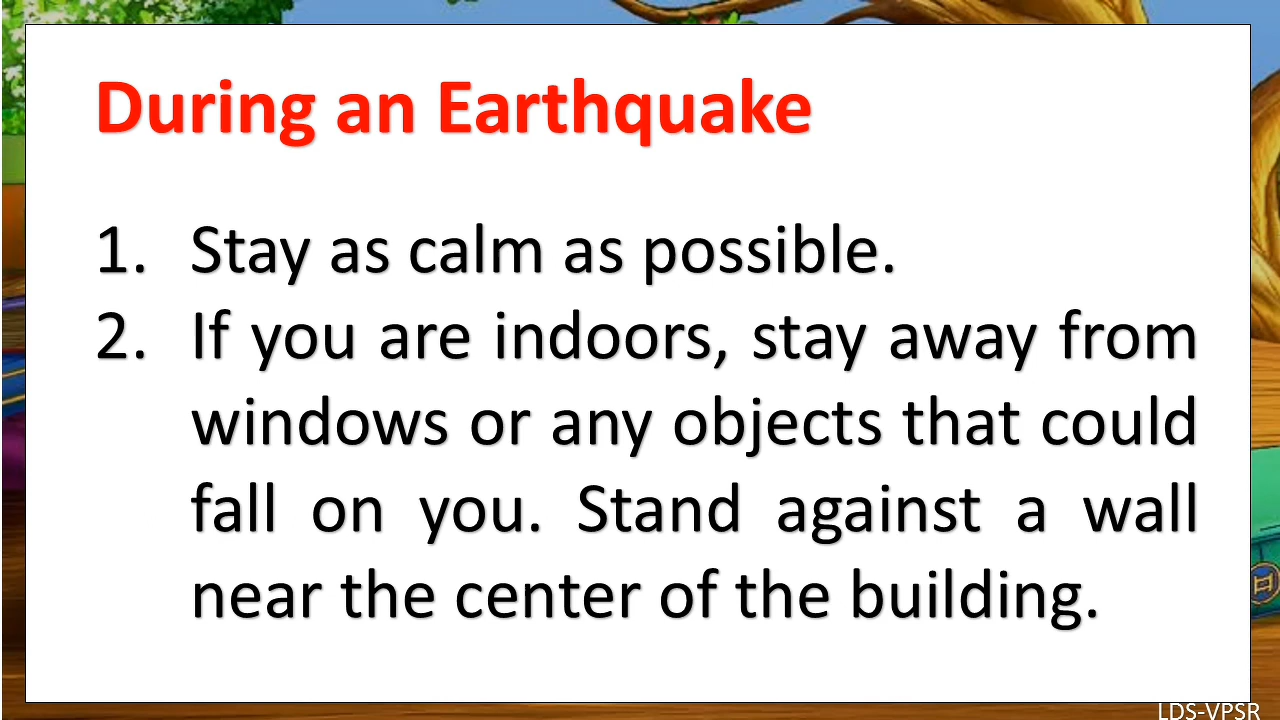 During an Earthquake
1. Stay as calm as possible.
2. If you are indoors, stay away from
windows or any objects that could
fall on you. Stand against a wall
near the center of the building.
LDS-VPSR